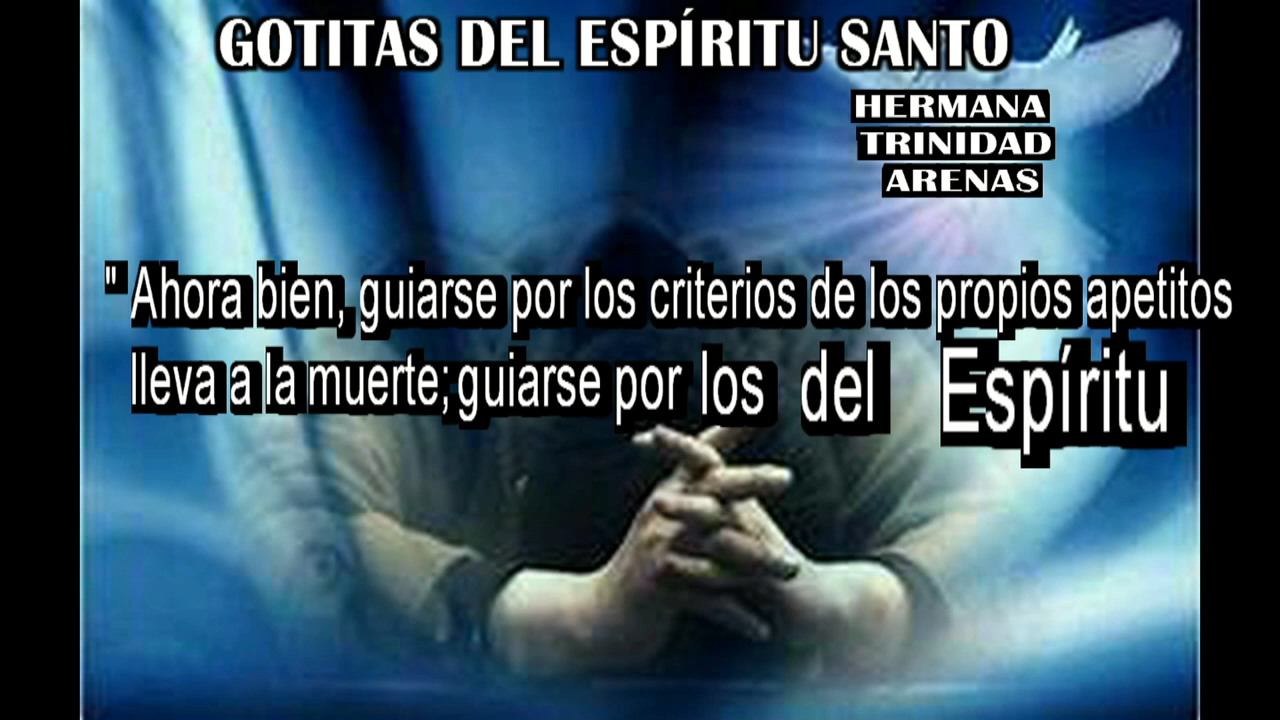 GOTITAS DEL ESPÍRITU SANTO
HERMANA
TRINIDAD
ARENAS
" Ahora bien, guiarse por los criterios de los propios apetitos
lleva a la muerte; guiarse por los del Espíritu